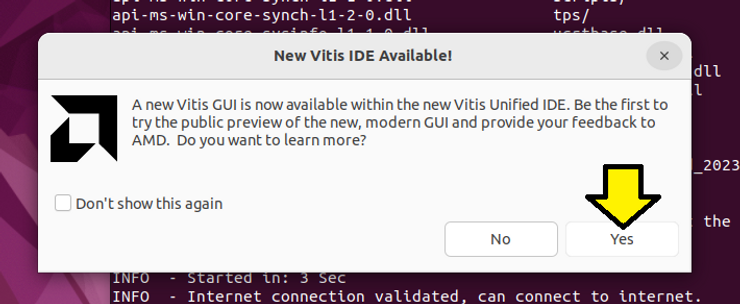 api-ms-win-core-synch-l1-2-0.dll tps/
New Vitis IDE Available!
dll
A new Vitis GUI is now available within the new Vitis Unified IDE. Be the first to
try the public preview of the new, modern GUI and provide your feedback to
AMD. Do you want to learn more?
_2023
Don't show this again
the
No Yes
INFO - Started in: 3 Sec
INFO - Internet connection validated, can connect to internet.